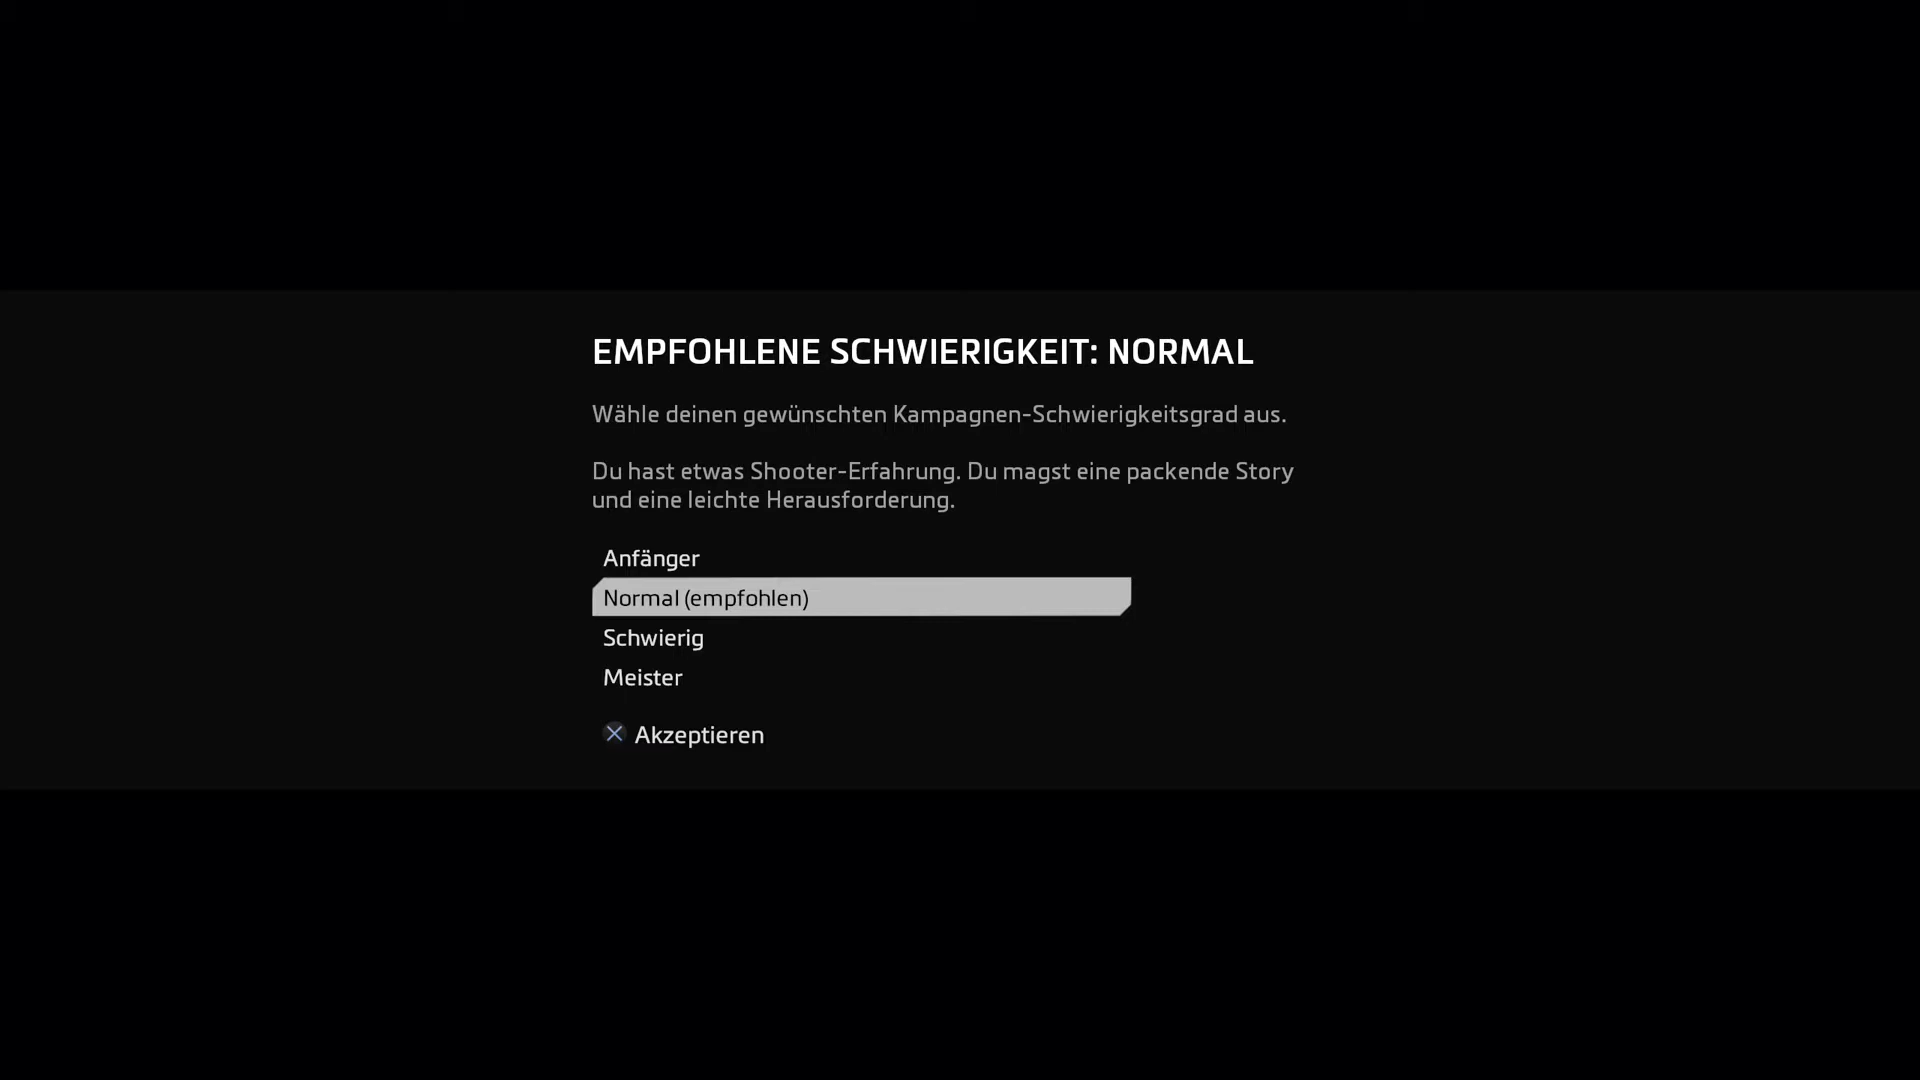 EMPFOHLENE SCHWIERIGKEIT: NORMAL
Wähle deinen gewünschten Kampagnen-Schwierigkeitsgrad aus.
Du hast etwas Shooter-Erfahrung. Du magst eine packende Story
und eine leichte Herausforderung.
Anfänger
Normal (empfohlen)
Schwierig
Meister
Akzeptieren